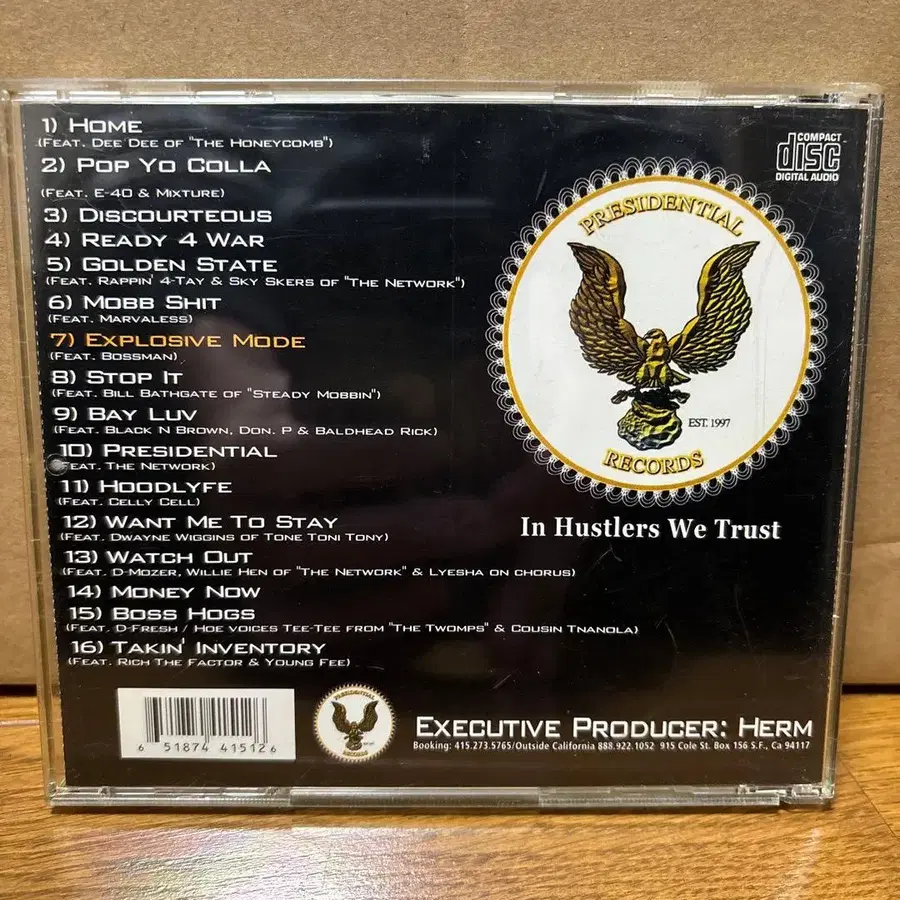 1) Home
(Feat. Dee Dee of "The Honeycomb")
2) Pop Yo Colla
(Feat. E-40 & Mixture)
3) Discourteous
4) Ready 4 War
5) Golden State
(Feat. Rappin' 4-Tay & Sky Skers of "The Network")
6) Mobb Shit
(Feat. Marvaless)
7) Explosive Mode
(Feat. Bossman)
8) Stop It
(Feat. Bill Bathgate of "Steady Mobbin")
9) Bay Luv
(Feat. Black N Brown, Don. P & Baldhead Rick)
10) Presidential
(Feat. The Network)
11) Hoodlyfe
(Feat. Celly Cell)
12) Want Me To Stay
(Feat. Dwayne Wiggins of Tone Toni Tony)
13) Watch Out
(Feat. D-Mozer, Willie Hen of "The Network" & Lyesha on chorus)
14) Money Now
15) Boss Hogs
(Feat. D-Fresh / Hoe voices Tee-Tee from "The Twomps" & Cousin Tnanola)
16) Takin' Inventory
(Feat. Rich The Factor & Young Fee)
COMPACT
disc
DIGITAL AUDIO
PRESIDENTIAL
EST. 1997
RECORDS
In Hustlers We Trust
6 51874 41512 6
PRESIDENTIAL
RECORDS
Executive Producer: Herm
Booking: 415.273.5765/Outside California 888.922.1052 915 Cole St. Box 156 S.F., Ca 94117